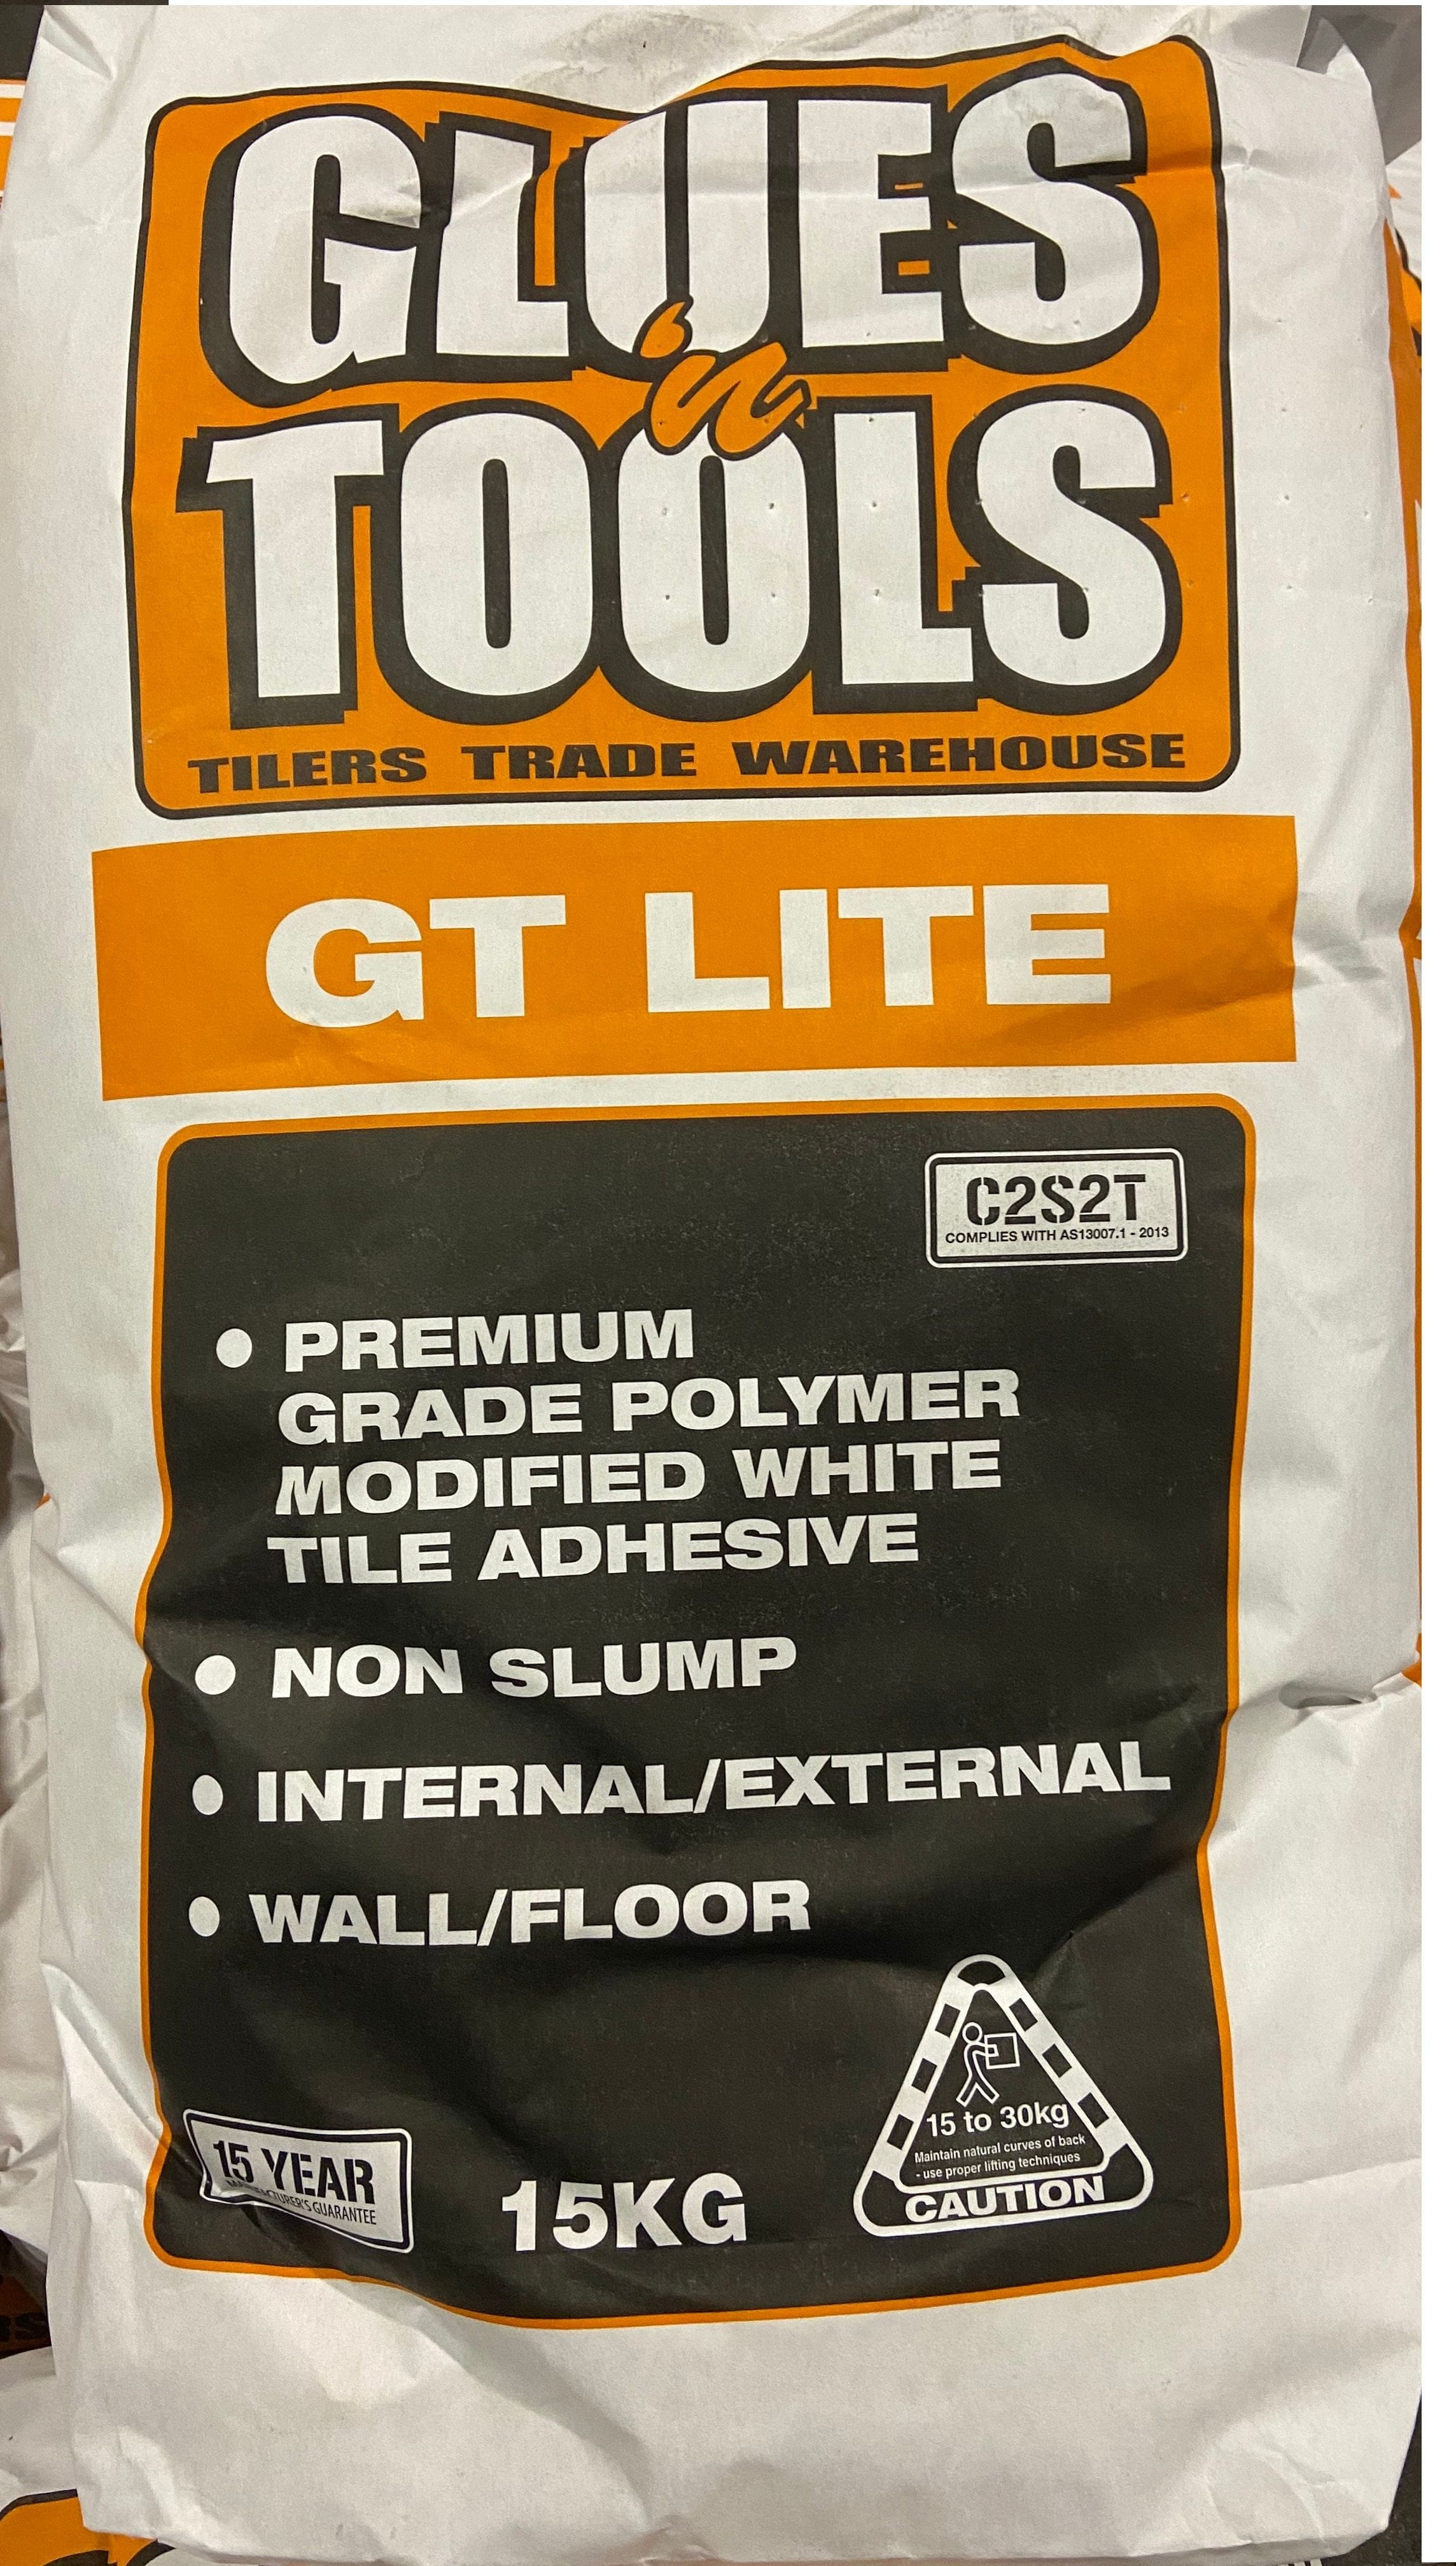 GLUES
'n
TOOLS
TILERS TRADE WAREHOUSE
GT LITE
C2S2T
COMPLIES WITH AS13007.1 - 2013
• PREMIUM
GRADE POLYMER
MODIFIED WHITE
TILE ADHESIVE
• NON SLUMP
• INTERNAL/EXTERNAL
• WALL/FLOOR
15 to 30kg
Maintain natural curves of back
- use proper lifting techniques
CAUTION
15 YEAR
MANUFACTURER'S GUARANTEE
15KG